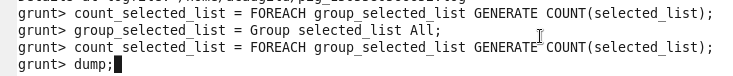 grunt> count_selected_list = FOREACH group_selected_list GENERATE COUNT(selected_list);
grunt> group_selected_list = Group selected_list All;
grunt> count_selected_list = FOREACH group_selected_list GENERATE COUNT(selected_list);
grunt> dump;